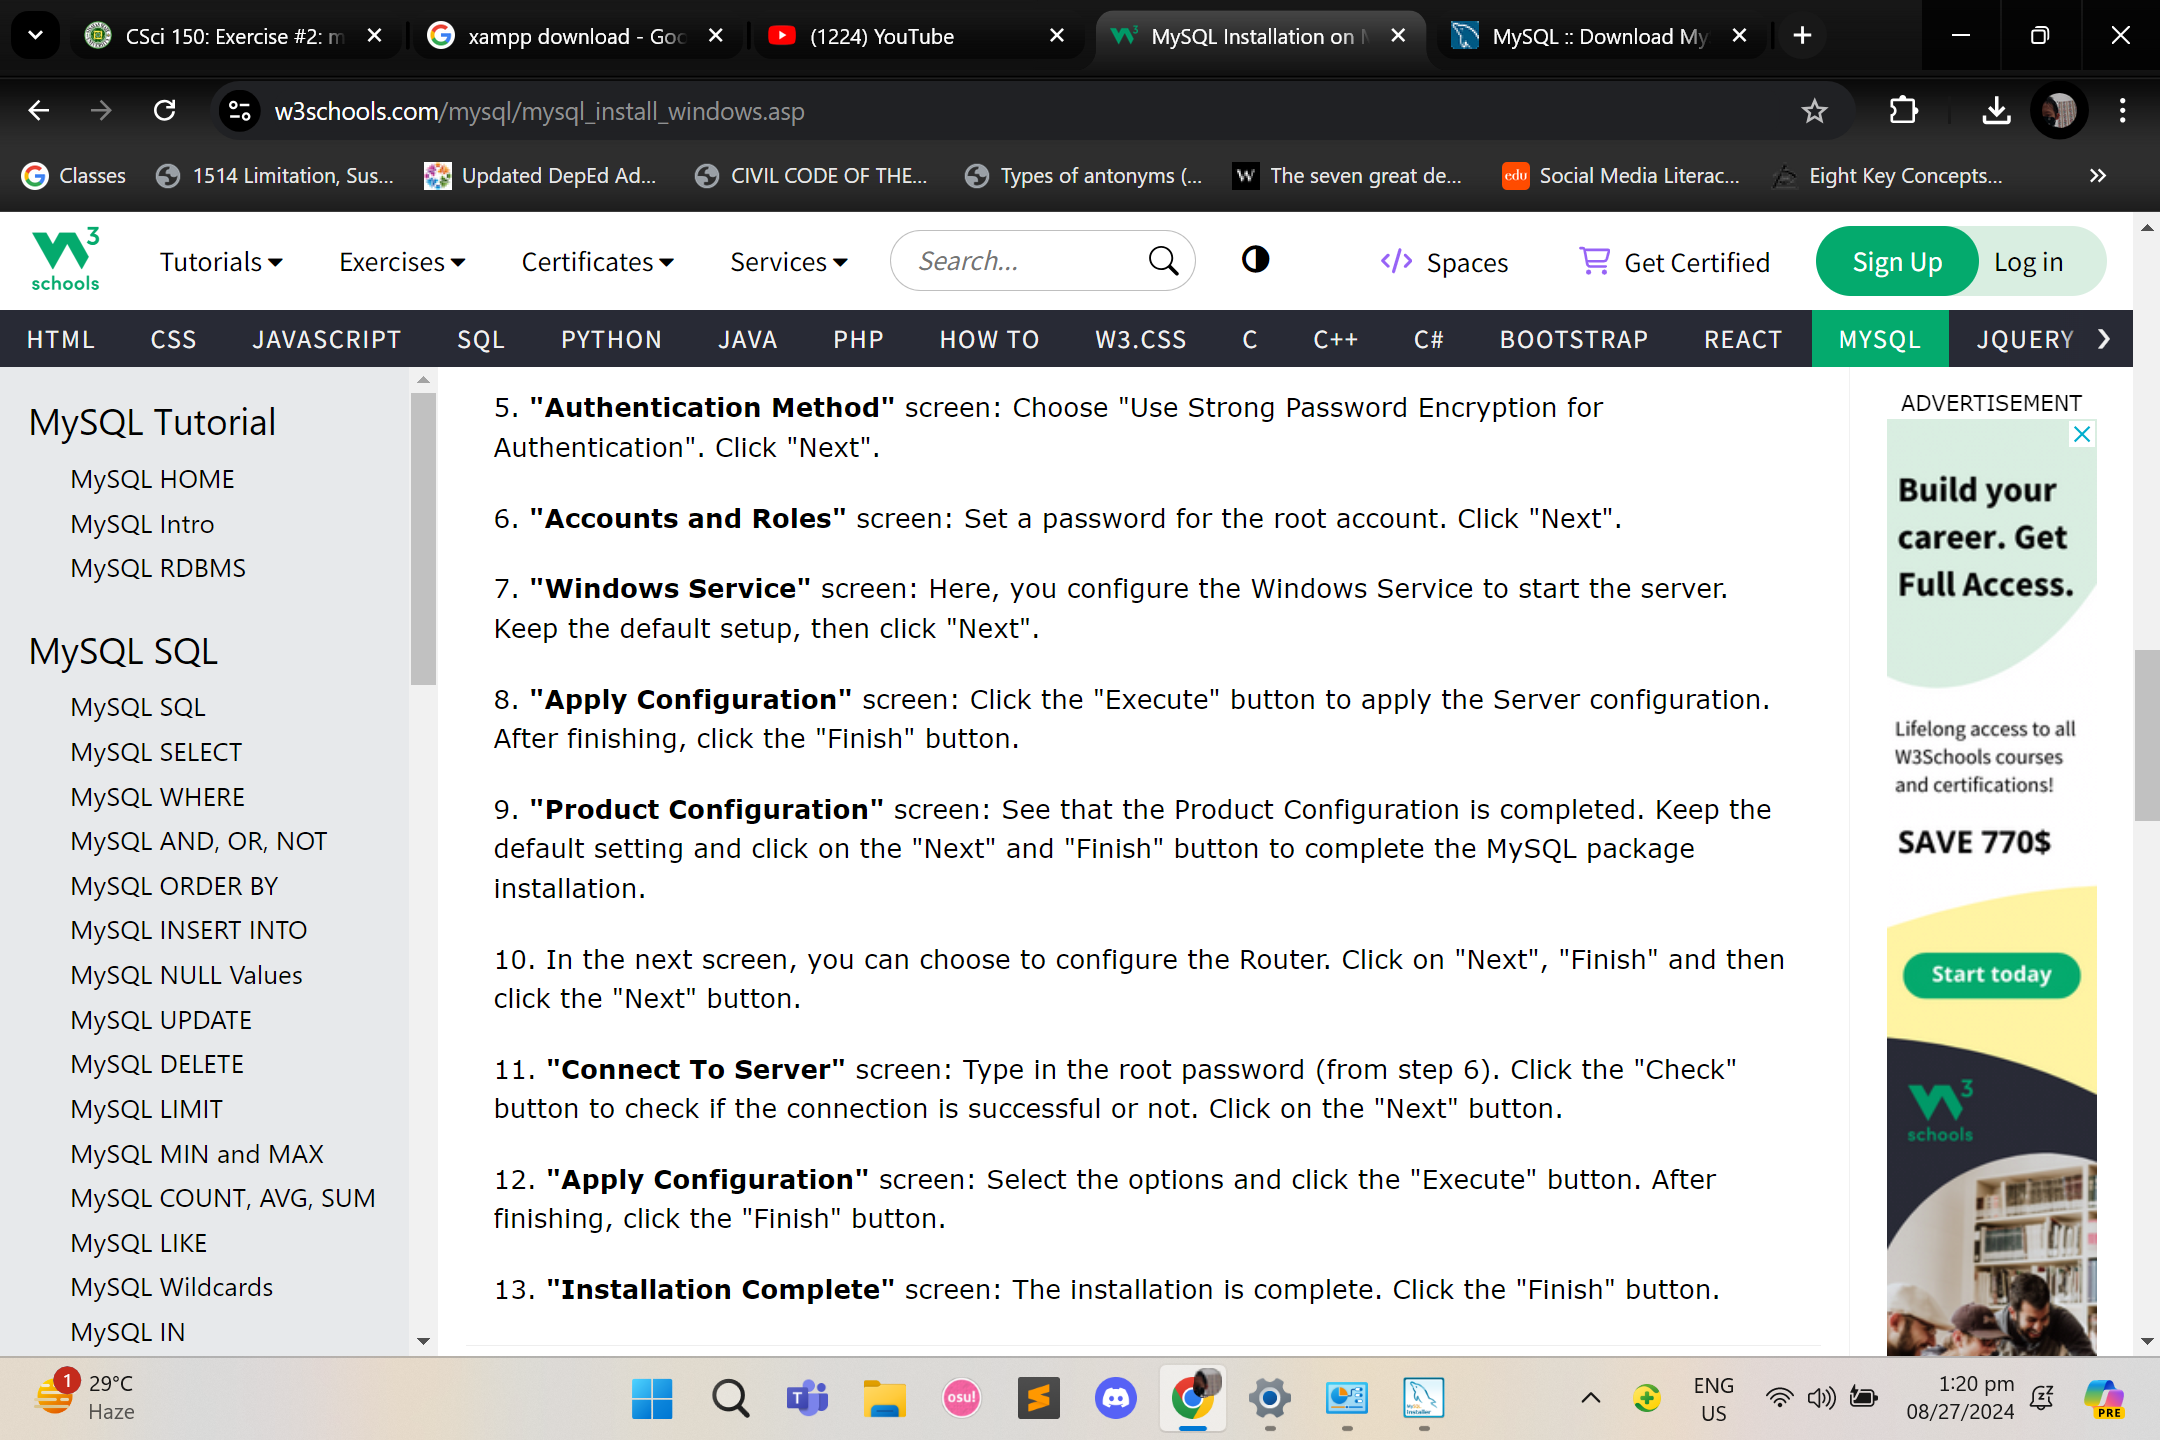 CSci 150: Exercise #2: m
xampp download - Goo
(1224) YouTube
MySQL Installation on
MySQL :: Download My
w3schools.com/mysql/mysql_install_windows.asp
Classes
1514 Limitation, Sus...
Updated DepEd Ad...
CIVIL CODE OF THE...
Types of antonyms (...
W
The seven great de...
edu
Social Media Literac...
Eight Key Concepts...
W3
schools
Tutorials
Exercises
Certificates
Services
Search...
</> Spaces
Get Certified
Sign Up
Log in
HTML CSS JAVASCRIPT SQL PYTHON JAVA PHP HOW TO W3.CSS C C++ C# BOOTSTRAP REACT MYSQL JQUERY
MySQL Tutorial
MySQL HOME
MySQL Intro
MySQL RDBMS
MySQL SQL
MySQL SQL
MySQL SELECT
MySQL WHERE
MySQL AND, OR, NOT
MySQL ORDER BY
MySQL INSERT INTO
MySQL NULL Values
MySQL UPDATE
MySQL DELETE
MySQL LIMIT
MySQL MIN and MAX
MySQL COUNT, AVG, SUM
MySQL LIKE
MySQL Wildcards
MySQL IN
5. "Authentication Method" screen: Choose "Use Strong Password Encryption for
Authentication". Click "Next".
6. "Accounts and Roles" screen: Set a password for the root account. Click "Next".
7. "Windows Service" screen: Here, you configure the Windows Service to start the server.
Keep the default setup, then click "Next".
8. "Apply Configuration" screen: Click the "Execute" button to apply the Server configuration.
After finishing, click the "Finish" button.
9. "Product Configuration" screen: See that the Product Configuration is completed. Keep the
default setting and click on the "Next" and "Finish" button to complete the MySQL package
installation.
10. In the next screen, you can choose to configure the Router. Click on "Next", "Finish" and then
click the "Next" button.
11. "Connect To Server" screen: Type in the root password (from step 6). Click the "Check"
button to check if the connection is successful or not. Click on the "Next" button.
12. "Apply Configuration" screen: Select the options and click the "Execute" button. After
finishing, click the "Finish" button.
13. "Installation Complete" screen: The installation is complete. Click the "Finish" button.
ADVERTISEMENT
Build your
career. Get
Full Access.
Lifelong access to all
W3Schools courses
and certifications!
SAVE 770$
Start today
W3
schools
1
29°C
Haze
osu!
MySQL
Installer
ENG
US
1:20 pm
08/27/2024
PRE